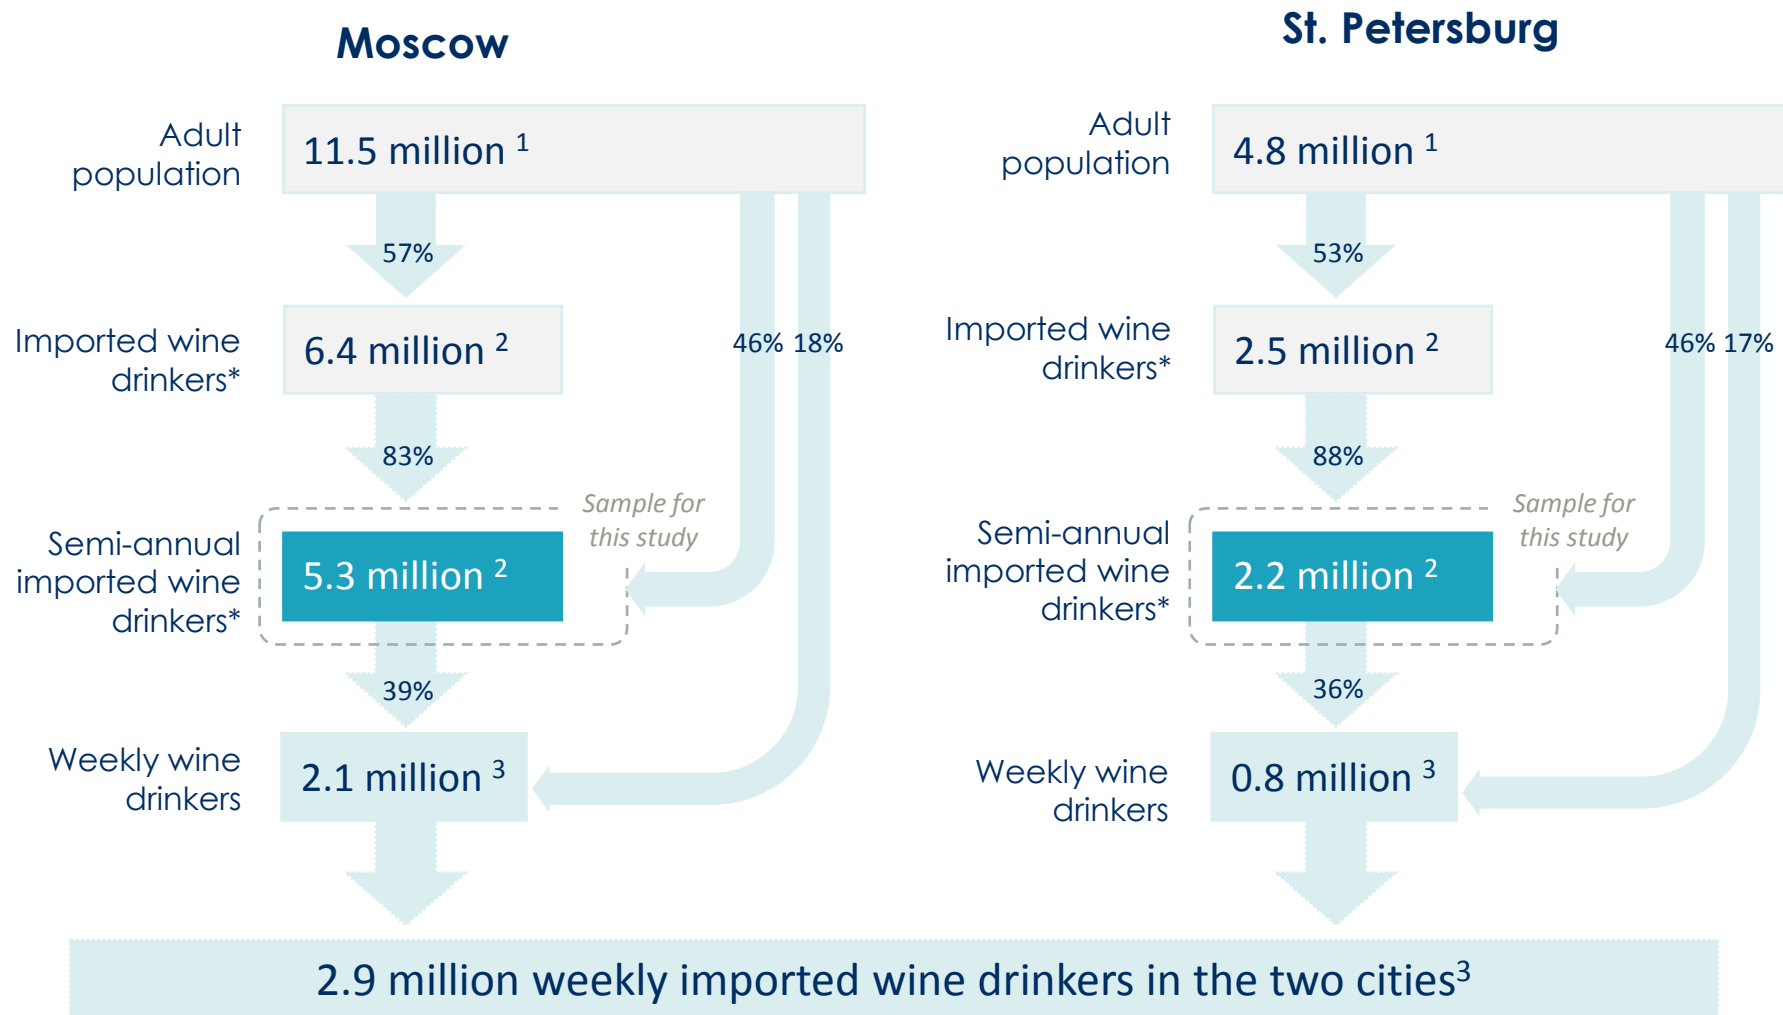 Moscow
Adult
population
11.5 million ¹
57%
Imported wine
drinkers*
6.4 million ²
46% 18%
83%
Sample for
this study
Semi-annual
imported wine
drinkers*
5.3 million ²
39%
Weekly wine
drinkers
2.1 million ³
St. Petersburg
Adult
population
4.8 million ¹
53%
Imported wine
drinkers*
2.5 million ²
46% 17%
88%
Sample for
this study
Semi-annual
imported wine
drinkers*
2.2 million ²
36%
Weekly wine
drinkers
0.8 million ³
2.9 million weekly imported wine drinkers in the two cities³